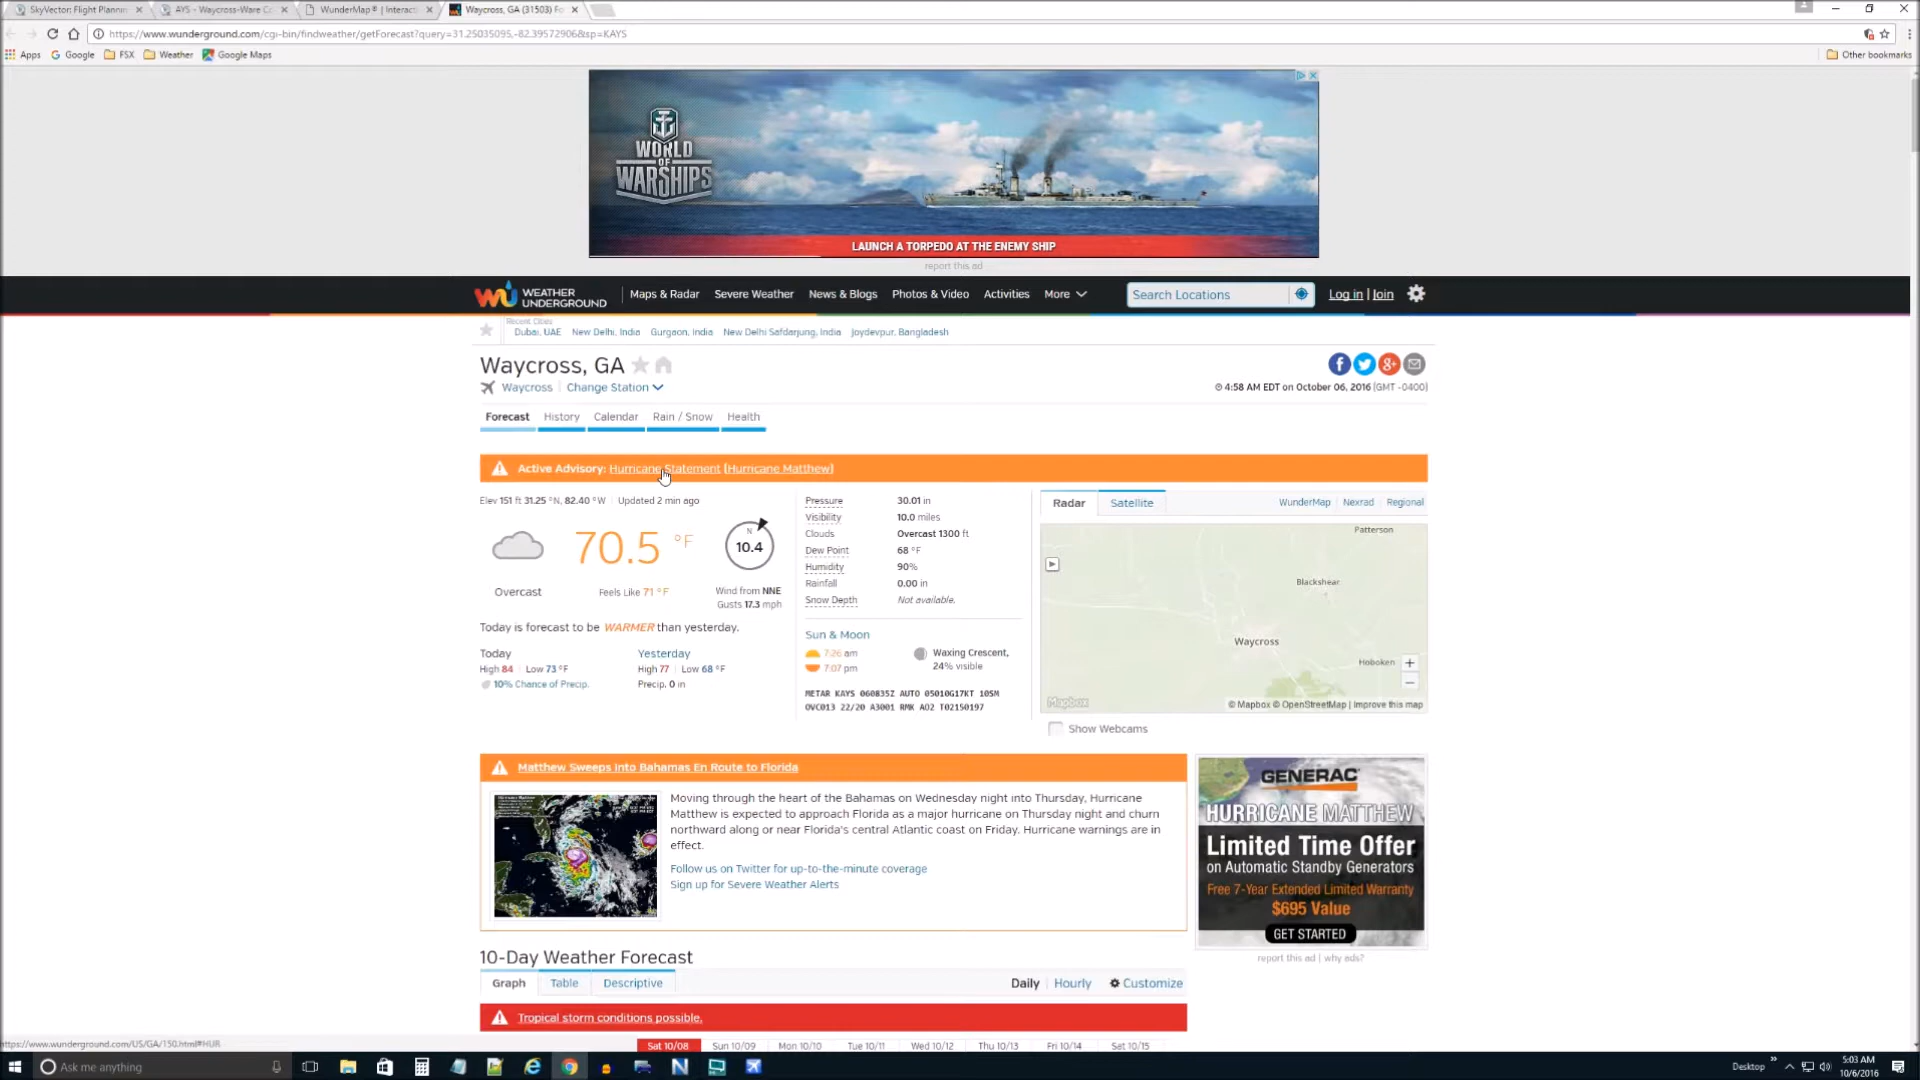 SkyVector: Flight Plannin
AYS - Waycross-Ware C
WunderMap® | Interacti
Waycross, GA (31503) Fo
https://www.wunderground.com/cgi-bin/findweather/getForecast?query=31.25035095,-82.39572906&sp=KAYS
Apps Google FSX Weather Google Maps Other bookmarks
WORLD
OF
WARSHIPS
LAUNCH A TORPEDO AT THE ENEMY SHIP
report this ad
WEATHER
UNDERGROUND
Maps & Radar Severe Weather News & Blogs Photos & Video Activities More
Search Locations
Log in | Join
Recent Cities
Dubai, UAE New Delhi, India Gurgaon, India New Delhi Safdarjung, India Joydevpur, Bangladesh
Waycross, GA
Waycross | Change Station
4:58 AM EDT on October 06, 2016 (GMT -0400)
Forecast History Calendar Rain / Snow Health
Active Advisory: Hurricane Statement (Hurricane Matthew)
Elev 151 ft 31.25 °N, 82.40 °W | Updated 2 min ago
70.5 °F
N
10.4
Overcast
Feels Like 71 °F
Wind from NNE
Gusts 17.3 mph
Today is forecast to be WARMER than yesterday.
Today
High 84 | Low 73 °F
10% Chance of Precip.
Yesterday
High 77 | Low 68 °F
Precip. 0 in
Pressure 30.01 in
Visibility 10.0 miles
Clouds Overcast 1300 ft
Dew Point 68 °F
Humidity 90%
Rainfall 0.00 in
Snow Depth Not available.
Sun & Moon
7:26 am
7:07 pm
Waxing Crescent,
24% visible
METAR KAYS 060835Z AUTO 05010G17KT 10SM
OVC013 22/20 A3001 RMK AO2 T02150197
Radar Satellite
WunderMap | Nexrad | Regional
Patterson
Blackshear
Waycross
Hoboken
+
−
Mapbox
© Mapbox © OpenStreetMap | Improve this map
Show Webcams
Matthew Sweeps Into Bahamas En Route to Florida
Moving through the heart of the Bahamas on Wednesday night into Thursday, Hurricane
Matthew is expected to approach Florida as a major hurricane on Thursday night and churn
northward along or near Florida's central Atlantic coast on Friday. Hurricane warnings are in
effect.
Follow us on Twitter for up-to-the-minute coverage
Sign up for Severe Weather Alerts
GENERAC
HURRICANE MATTHEW
Limited Time Offer
on Automatic Standby Generators
Free 7-Year Extended Limited Warranty
$695 Value
GET STARTED
report this ad | why ads?
10-Day Weather Forecast
Graph Table Descriptive
Daily | Hourly Customize
Tropical storm conditions possible.
https://www.wunderground.com/US/GA/150.html#HUR
Sat 10/08 Sun 10/09 Mon 10/10 Tue 10/11 Wed 10/12 Thu 10/13 Fri 10/14 Sat 10/15
Ask me anything
Desktop
5:03 AM
10/6/2016